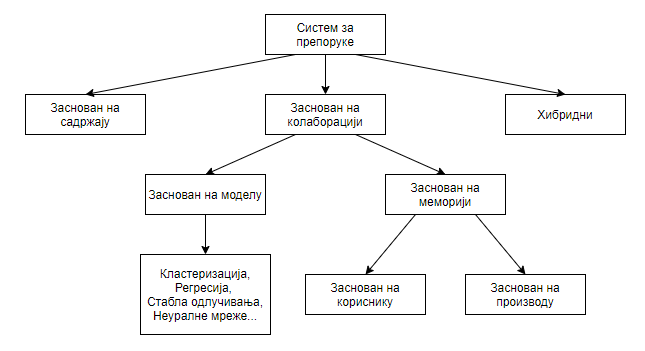 Систем за
препоруке
Заснован на
садржају
Заснован на
колаборацији
Хибридни
Заснован на моделу
Заснован на
меморији
Кластеризација,
Регресија,
Стабла одлучивања,
Неуралне мреже...
Заснован на
кориснику
Заснован на
производу